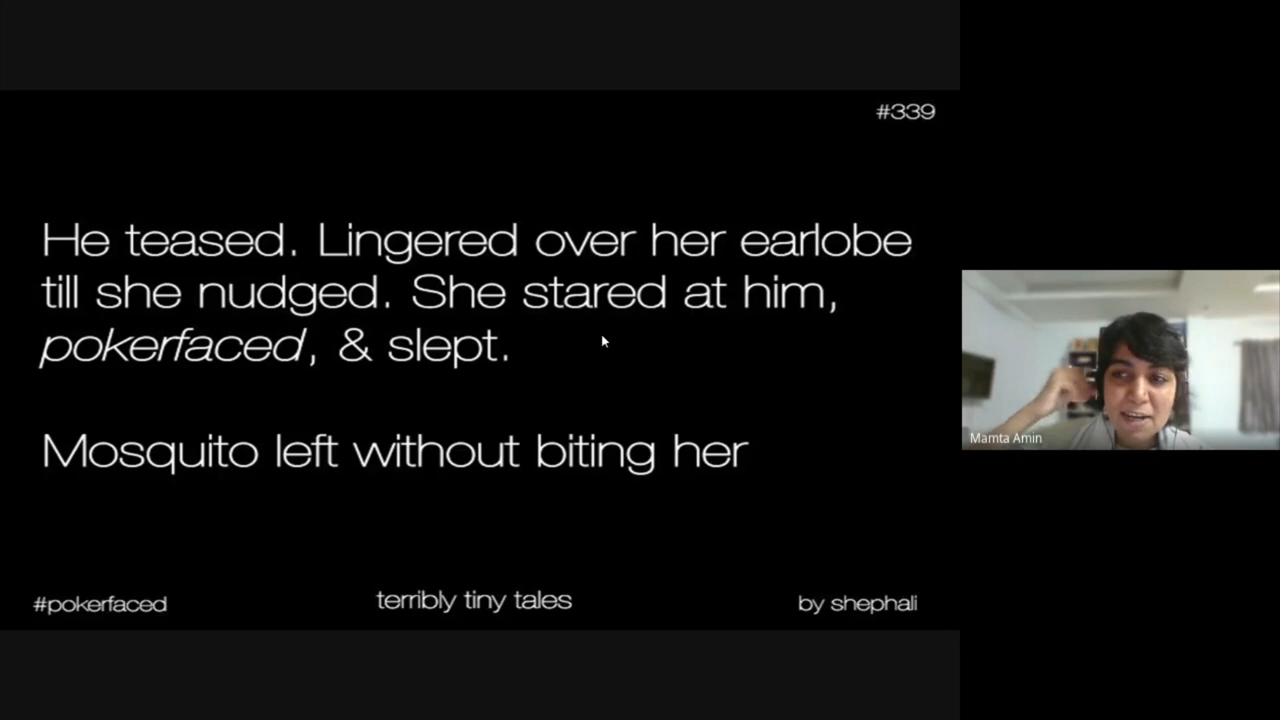 #339
He teased. Lingered over her earlobe
till she nudged. She stared at him,
pokerfaced, & slept.
Mosquito left without biting her
#pokerfaced
terribly tiny tales
by shephali
Mamta Amin